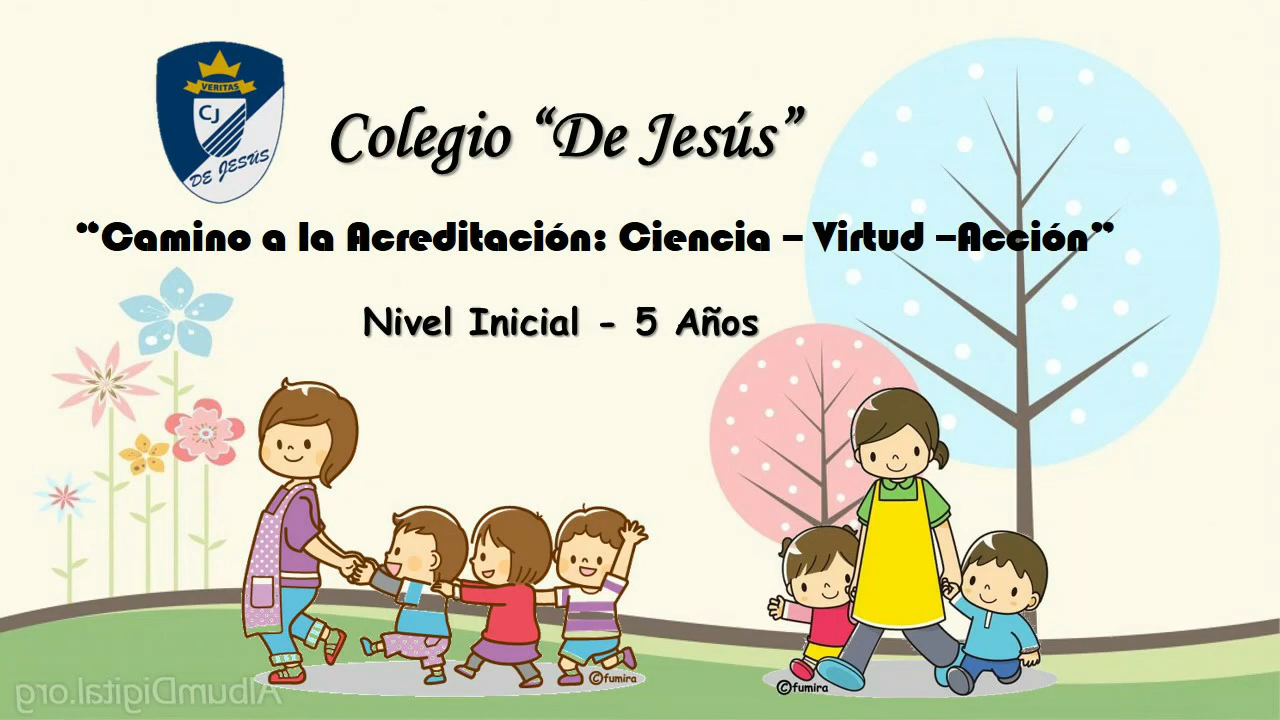 VERITAS
CJ
DE JESÚS
Colegio “De Jesús”
“Camino a la Acreditación: Ciencia – Virtud –Acción”
Nivel Inicial - 5 Años
©fumira
©fumira
AlbumDigital.org